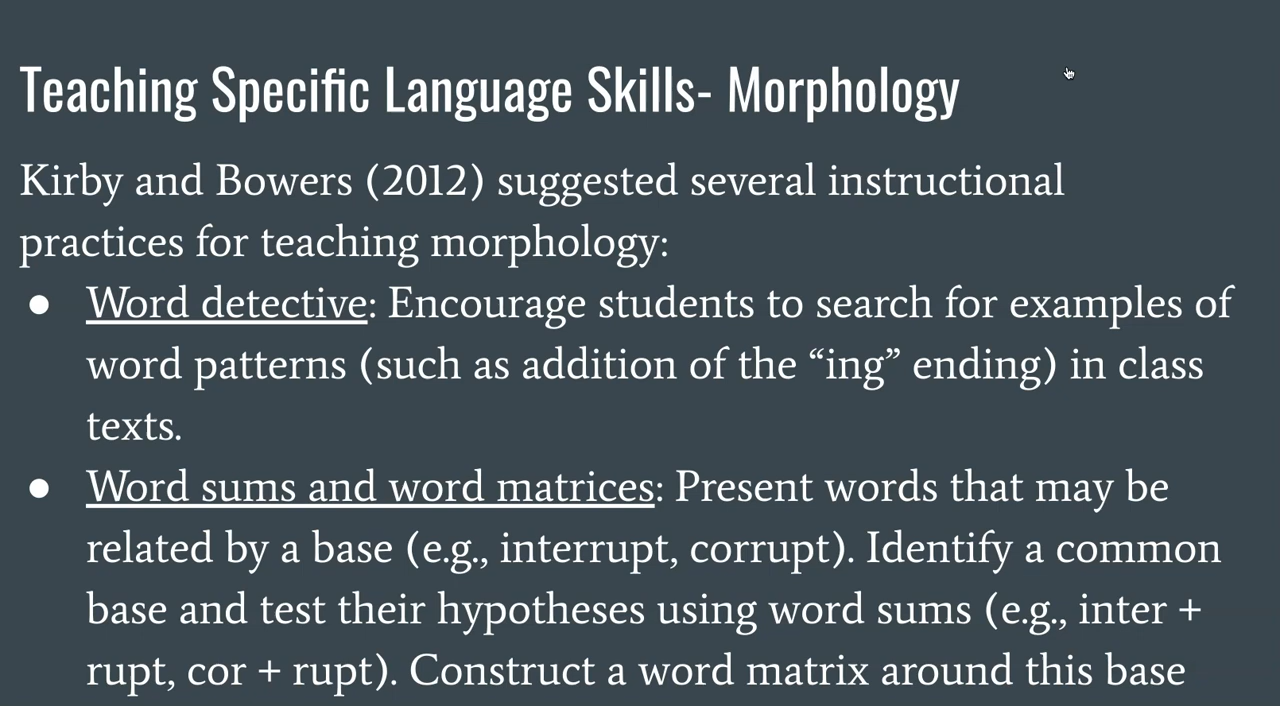 Teaching Specific Language Skills- Morphology
Kirby and Bowers (2012) suggested several instructional
practices for teaching morphology:
● Word detective: Encourage students to search for examples of
word patterns (such as addition of the “ing” ending) in class
texts.
● Word sums and word matrices: Present words that may be
related by a base (e.g., interrupt, corrupt). Identify a common
base and test their hypotheses using word sums (e.g., inter +
rupt, cor + rupt). Construct a word matrix around this base